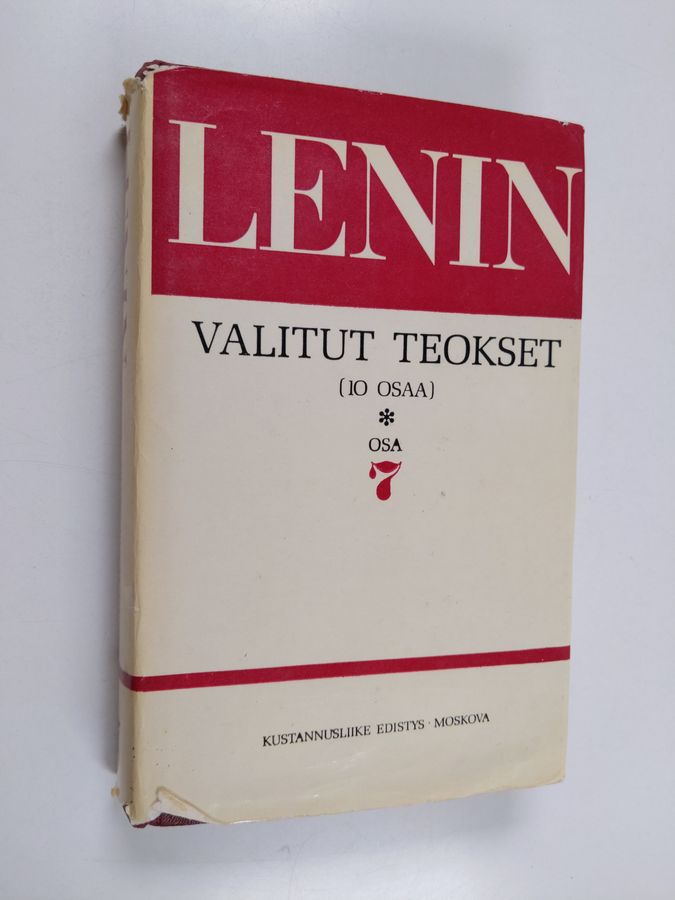 LENIN
VALITUT TEOKSET
(10 OSAA)
*
OSA
7
KUSTANNUSLIIKE EDISTYS · MOSKOVA